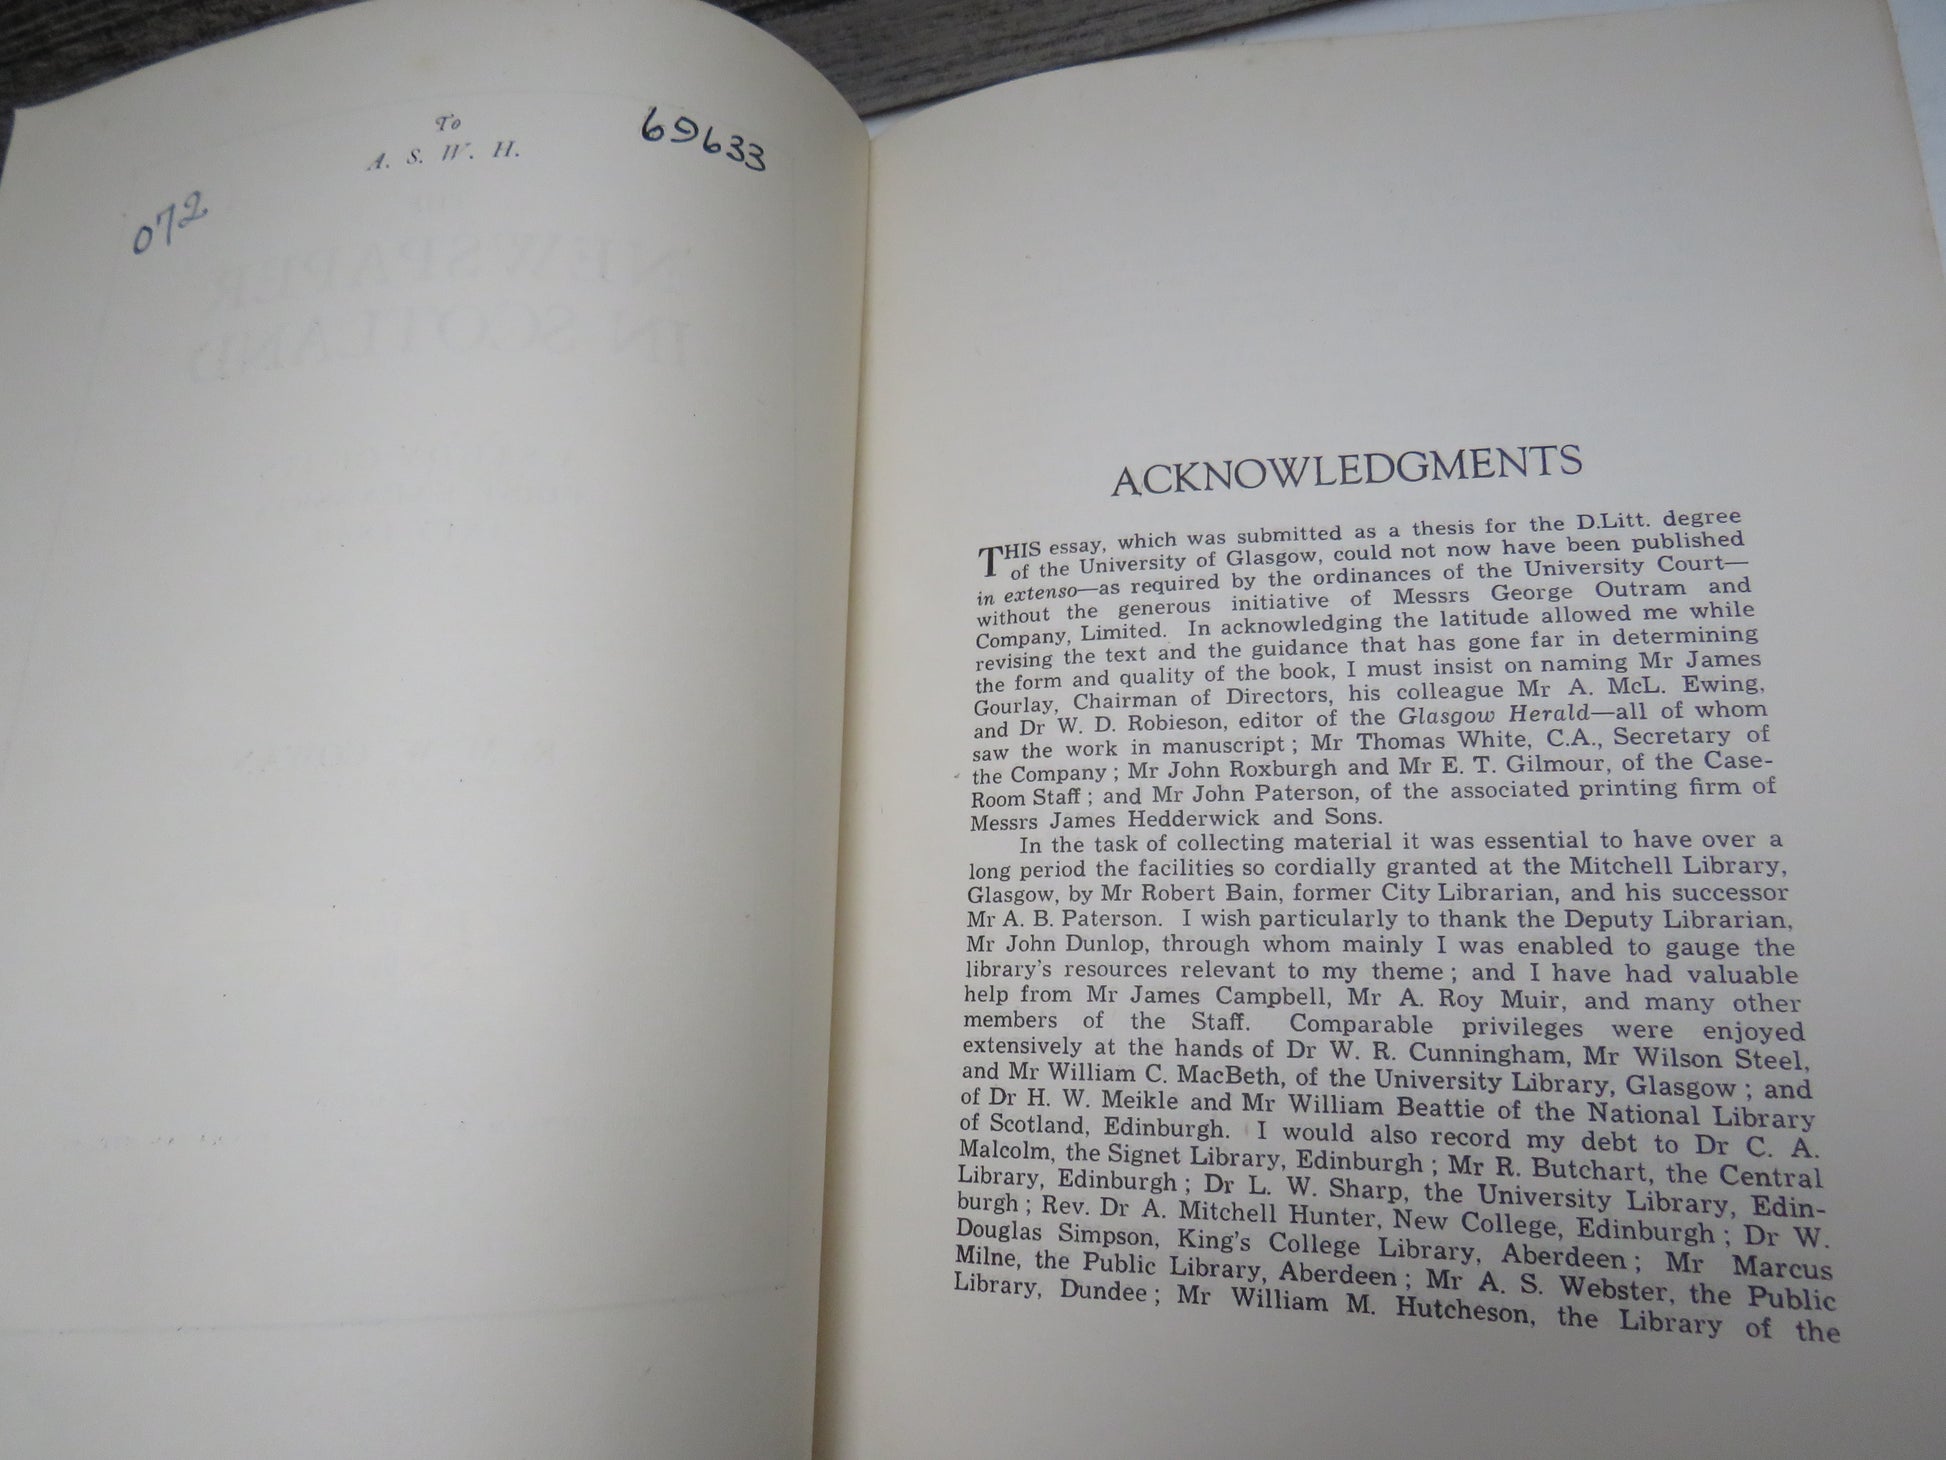 To
A. S. W. H.
69633
072
NEWSPAPER
IN SCOTLAND
ACKNOWLEDGMENTS
THIS essay, which was submitted as a thesis for the D.Litt. degree
of the University of Glasgow, could not now have been published
in extenso—as required by the ordinances of the University Court—
without the generous initiative of Messrs George Outram and
Company, Limited. In acknowledging the latitude allowed me while
revising the text and the guidance that has gone far in determining
the form and quality of the book, I must insist on naming Mr James
Gourlay, Chairman of Directors, his colleague Mr A. McL. Ewing,
and Dr W. D. Robieson, editor of the Glasgow Herald—all of whom
saw the work in manuscript ; Mr Thomas White, C.A., Secretary of
the Company ; Mr John Roxburgh and Mr E. T. Gilmour, of the Case-
Room Staff ; and Mr John Paterson, of the associated printing firm of
Messrs James Hedderwick and Sons.
In the task of collecting material it was essential to have over a
long period the facilities so cordially granted at the Mitchell Library,
Glasgow, by Mr Robert Bain, former City Librarian, and his successor
Mr A. B. Paterson. I wish particularly to thank the Deputy Librarian,
Mr John Dunlop, through whom mainly I was enabled to gauge the
library's resources relevant to my theme ; and I have had valuable
help from Mr James Campbell, Mr A. Roy Muir, and many other
members of the Staff. Comparable privileges were enjoyed
extensively at the hands of Dr W. R. Cunningham, Mr Wilson Steel,
and Mr William C. MacBeth, of the University Library, Glasgow ; and
of Dr H. W. Meikle and Mr William Beattie of the National Library
of Scotland, Edinburgh. I would also record my debt to Dr C. A.
Malcolm, the Signet Library, Edinburgh ; Mr R. Butchart, the Central
Library, Edinburgh ; Dr L. W. Sharp, the University Library, Edin-
burgh ; Rev. Dr A. Mitchell Hunter, New College, Edinburgh ; Dr W.
Douglas Simpson, King's College Library, Aberdeen ; Mr Marcus
Milne, the Public Library, Aberdeen ; Mr A. S. Webster, the Public
Library, Dundee ; Mr William M. Hutcheson, the Library of the